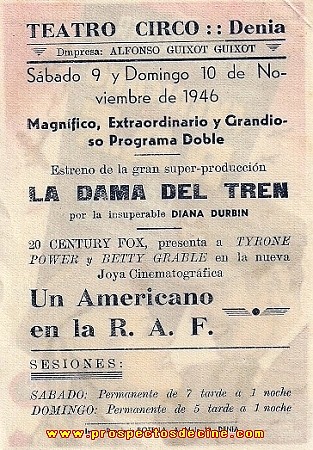 TEATRO CIRCO :: Denia
Empresa: ALFONSO GUIXOT GUIXOT
Sábado 9 y Domingo 10 de No-
viembre de 1946
Magnífico, Extraordinario y Grandio-
so Programa Doble
Estreno de la gran super-producción
LA DAMA DEL TREN
por la insuperable DIANA DURBIN
20 CENTURY FOX, presenta a TYRONE
POWER y BETTY GRABLE en la nueva
Joya Cinematográfica
Un Americano
en la R. A. F.
SESIONES:
SABADO: Permanente de 7 tarde a 1 noche
DOMINGO: Permanente de 5 tarde a 1 noche
DENIA
www.prospectosdecine.com